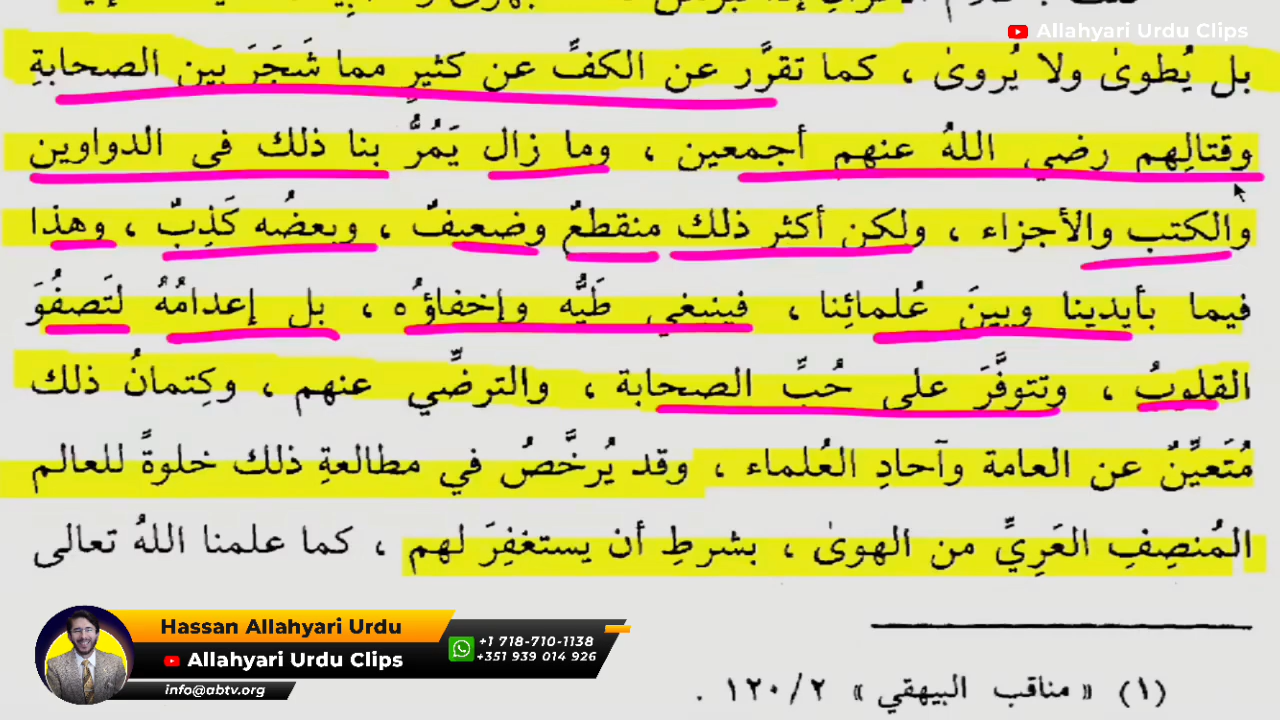 Allahyari Urdu Clips
بل يُطوىٰ ولا يُروىٰ ، كما تقرَّر عن الكفِّ عن كثيرٍ مما شَجَرَ بين الصحابةِ
وقتالِهم رضي اللهُ عنهم أجمعين ، وما زال يَمُرُّ بنا ذلك في الدواوين
والكتب والأجزاء ، ولكن أكثر ذلك منقطعٌ وضعيفٌ ، وبعضُه كَذِبٌ ، وهذا
فيما بأيدينا وبينَ عُلمائِنا ، فينبغي طَيُّه وإخفاؤُه ، بل إعدامُهُ لتَصفُوَ
القلوبُ ، وتتوفَّرَ على حُبِّ الصحابة ، والترضِّي عنهم ، وكِتمانُ ذلك
مُتَعيِّنٌ عن العامة وآحادِ العُلماء ، وقد يُرخَّصُ في مطالعةِ ذلك خلوةً للعالم
المُنصِفِ العَرِيِّ من الهوىٰ ، بشرطِ أن يستغفِرَ لهم ، كما علمنا اللهُ تعالى
(١) « مناقب البيهقي » ١٢٠/٢ .
Hassan Allahyari Urdu
Allahyari Urdu Clips
info@abtv.org
+1 718-710-1138
+351 939 014 926